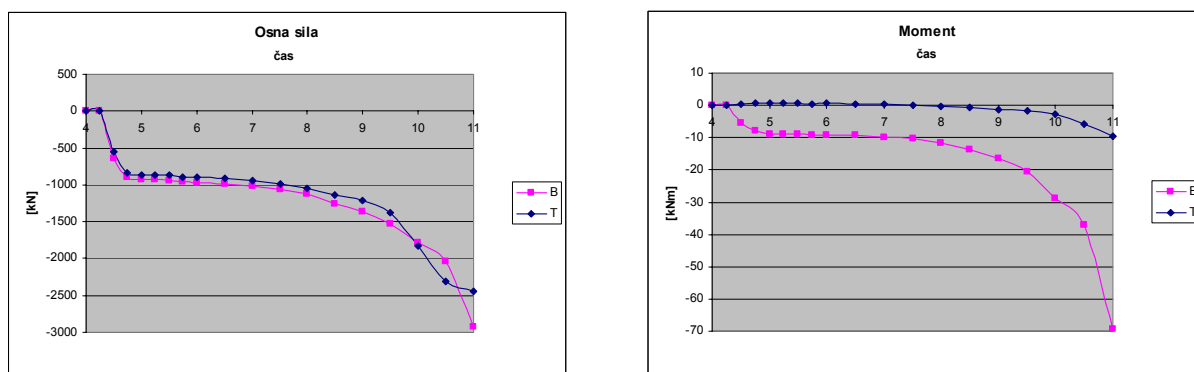 Osna sila
čas
500
0
-500
-1000
-1500
-2000
-2500
-3000
4 5 6 7 8 9 10 11
[kN]
B
T
Moment
čas
10
0
-10
-20
-30
-40
-50
-60
-70
4 5 6 7 8 9 10 11
[kNm]
B
T